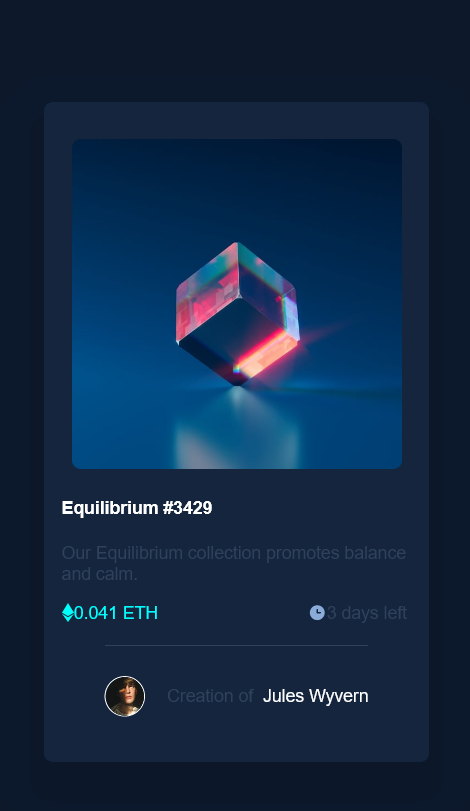 Equilibrium #3429
Our Equilibrium collection promotes balance
and calm.
0.041 ETH
3 days left
Creation of Jules Wyvern